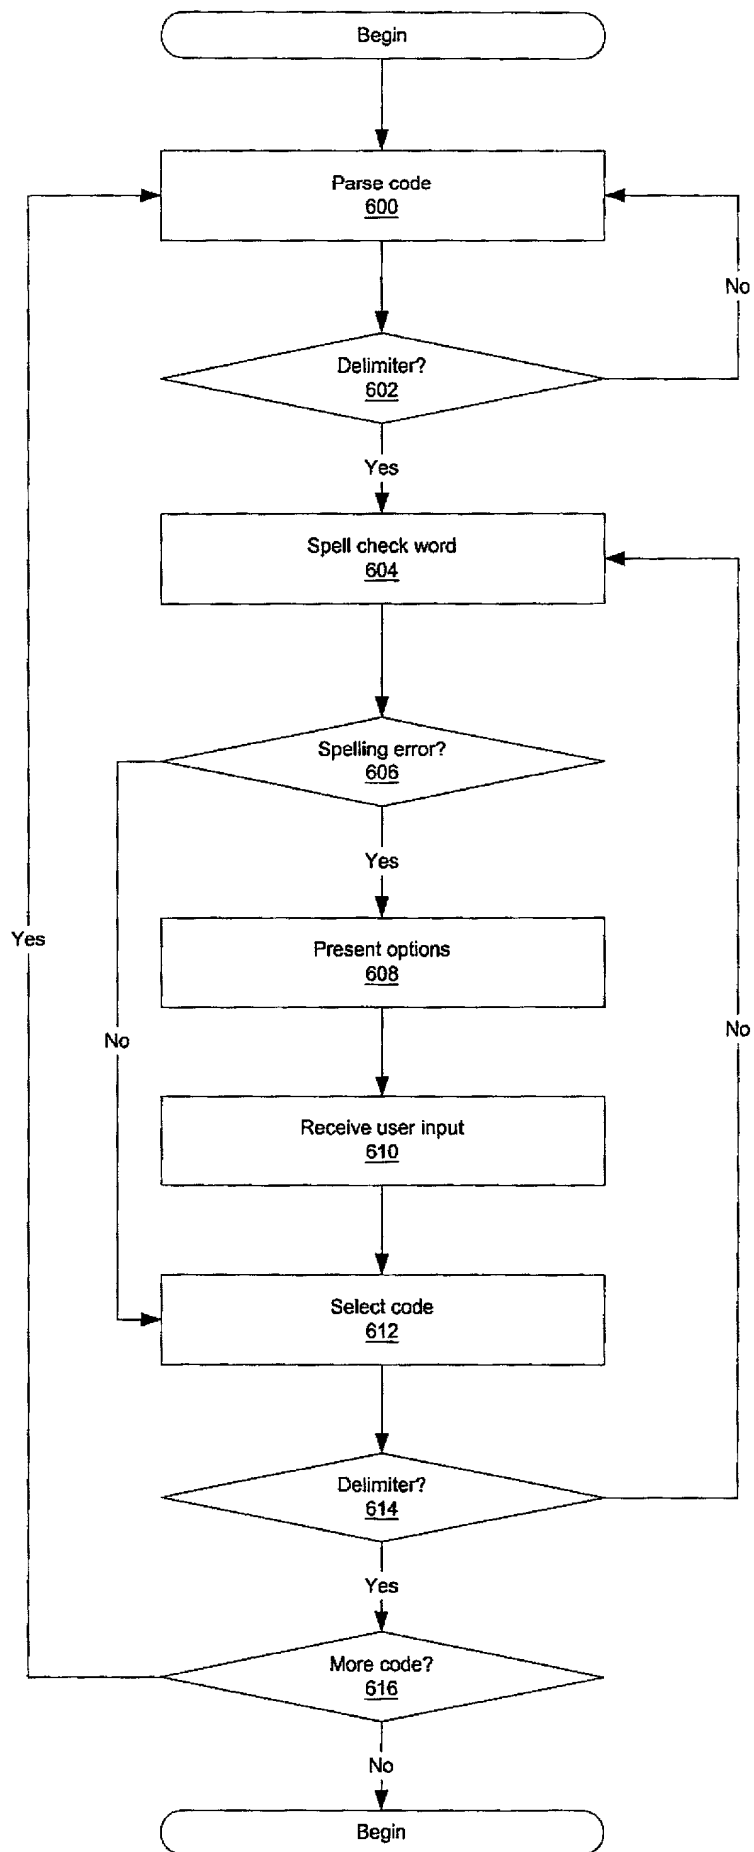 Begin
Parse code
600
No
Delimiter?
602
Yes
Spell check word
604
Spelling error?
606
Yes
Present options
608
Yes
No
No
Receive user input
610
Select code
612
Delimiter?
614
Yes
More code?
616
No
Begin